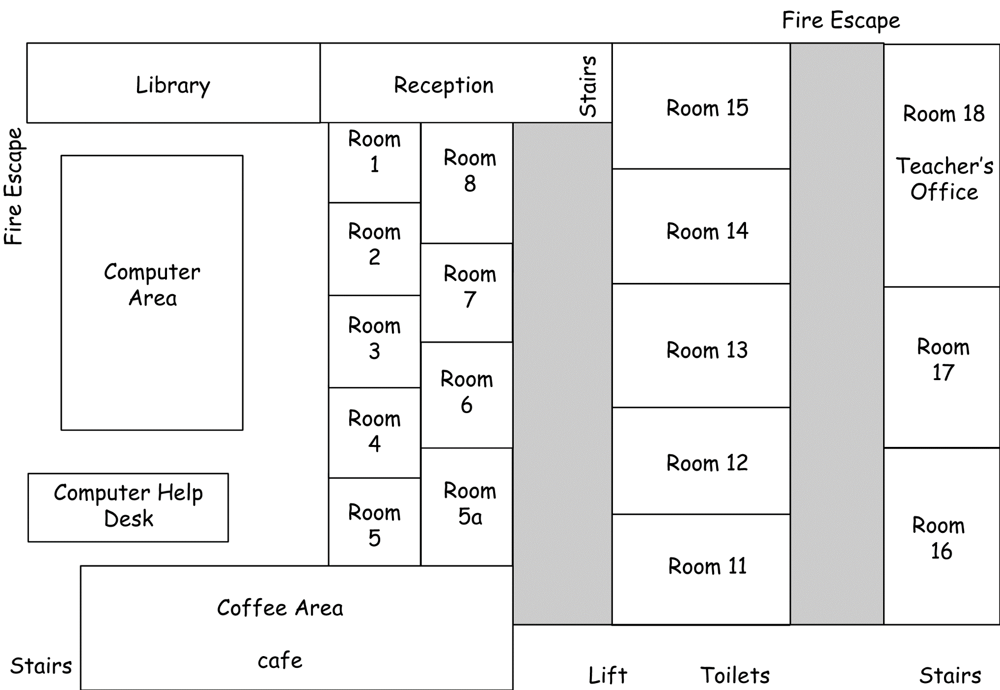 Fire Escape
Library
Reception
Stairs
Room 15
Room 18
Teacher's
Office
Fire Escape
Room
1
Room
8
Room
2
Room 14
Computer
Area
Room
7
Room
3
Room 13
Room
17
Room
6
Room
4
Room 12
Computer Help
Desk
Room
5
Room
5a
Room
16
Room 11
Coffee Area
cafe
Stairs
Lift
Toilets
Stairs